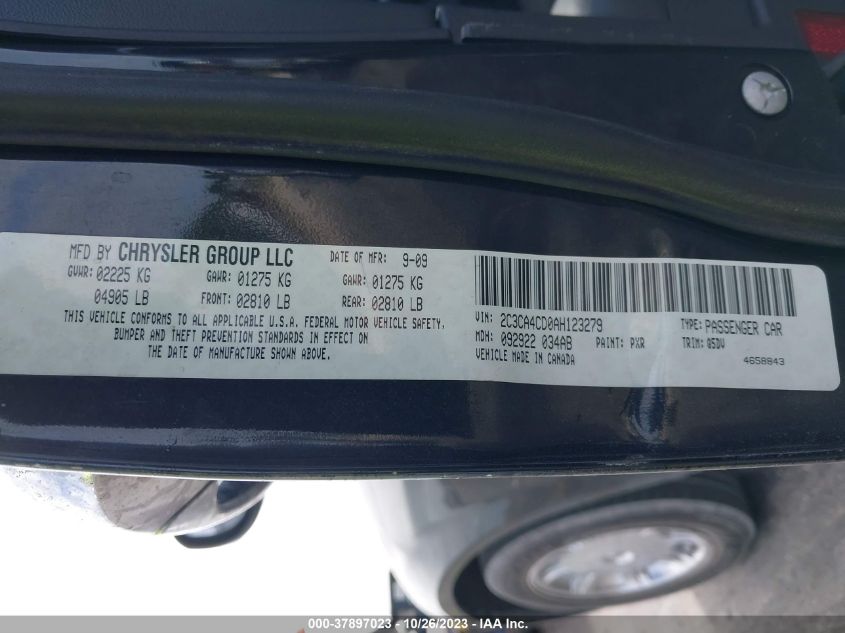 MFD BY CHRYSLER GROUP LLC DATE OF MFR: 9-09
GVWR: 02225 KG GAWR: 01275 KG GAWR: 01275 KG
04905 LB FRONT: 02810 LB REAR: 02810 LB
THIS VEHICLE CONFORMS TO ALL APPLICABLE U.S.A. FEDERAL MOTOR VEHICLE SAFETY,
BUMPER AND THEFT PREVENTION STANDARDS IN EFFECT ON
THE DATE OF MANUFACTURE SHOWN ABOVE.
VIN: 2C3CA4CD0AH123279 TYPE: PASSENGER CAR
MDH: 092922 034AB PAINT: PXR TRIM: Q5DV
VEHICLE MADE IN CANADA 4658843
000-37897023 - 10/26/2023 - IAA Inc.